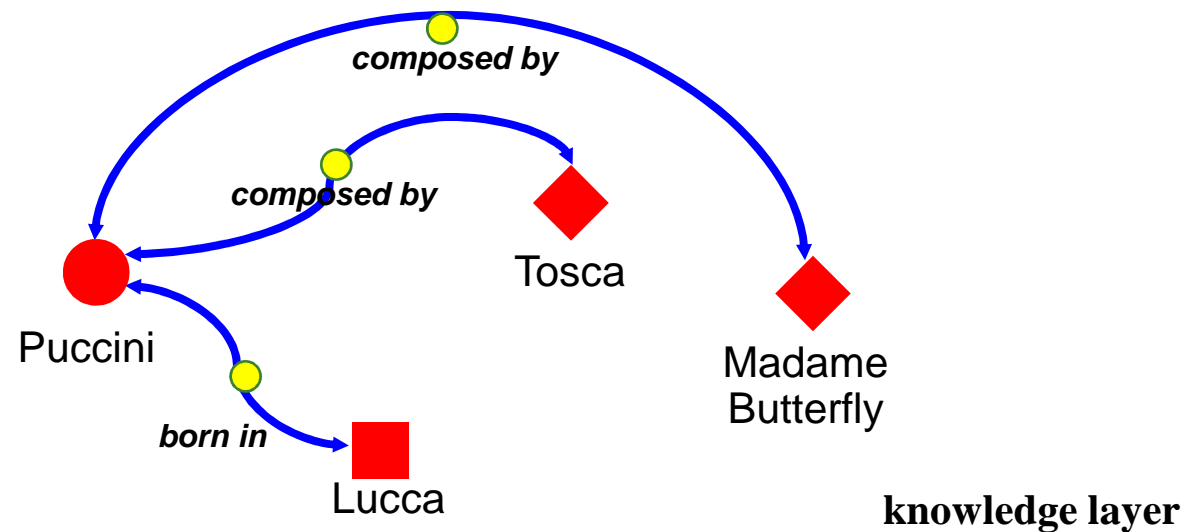 composed by
composed by
Tosca
Puccini
Madame
Butterfly
born in
Lucca
knowledge layer